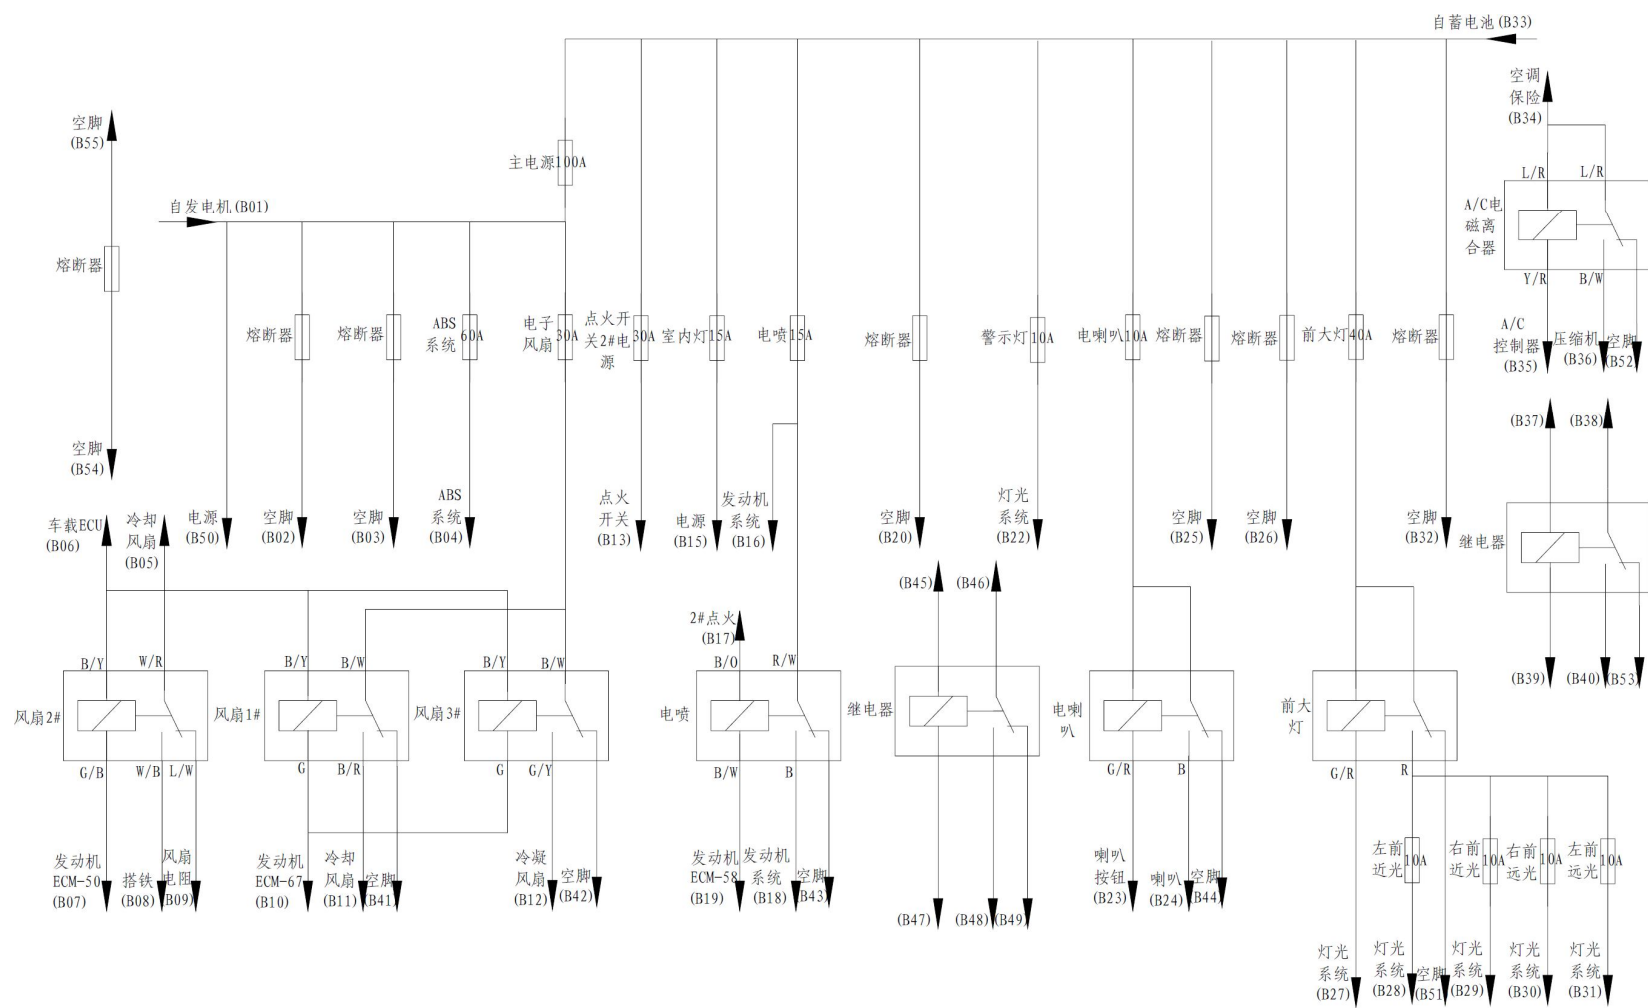 自蓄电池(B33)
空调
保险
(B34)
空脚
(B55)
主电源100A
L/R
L/R
自发电机(B01)
A/C电
磁离
合器
熔断器
Y/R
B/W
熔断器
熔断器
ABS
系统
60A
电子
风扇
30A
点火开
关2#电
源
30A
室内灯15A
电喷15A
熔断器
警示灯10A
电喇叭10A
熔断器
熔断器
前大灯40A
熔断器
A/C
控制器
(B35)
压缩机
(B36)
空脚
(B52)
(B37)
(B38)
空脚
(B54)
车载ECU
(B06)
冷却
风扇
(B05)
电源
(B50)
空脚
(B02)
空脚
(B03)
ABS
系统
(B04)
点火
开关
(B13)
电源
(B15)
发动机
系统
(B16)
空脚
(B20)
灯光
系统
(B22)
空脚
(B25)
空脚
(B26)
空脚
(B32)
继电器
(B45)
(B46)
2#点火
(B17)
B/Y
W/R
B/Y
B/W
B/Y
B/W
B/O
R/W
(B39)
(B40)
(B53)
风扇2#
风扇1#
风扇3#
电喷
继电器
电喇
叭
前大
灯
G/B
W/B
L/W
G
B/R
G
G/Y
B/W
B
G/R
B
G/R
R
发动机
ECM-50
(B07)
搭铁
(B08)
风扇
电阻
(B09)
发动机
ECM-67
(B10)
冷却
风扇
(B11)
空脚
(B41)
冷凝
风扇
(B12)
空脚
(B42)
发动机
ECM-58
(B19)
发动机
系统
(B18)
空脚
(B43)
(B47)
(B48)
(B49)
喇叭
按钮
(B23)
喇叭
(B24)
空脚
(B44)
左前
近光
10A
右前
近光
10A
右前
远光
10A
左前
远光
10A
灯光
系统
(B27)
灯光
系统
(B28)
空脚
(B51)
灯光
系统
(B29)
灯光
系统
(B30)
灯光
系统
(B31)